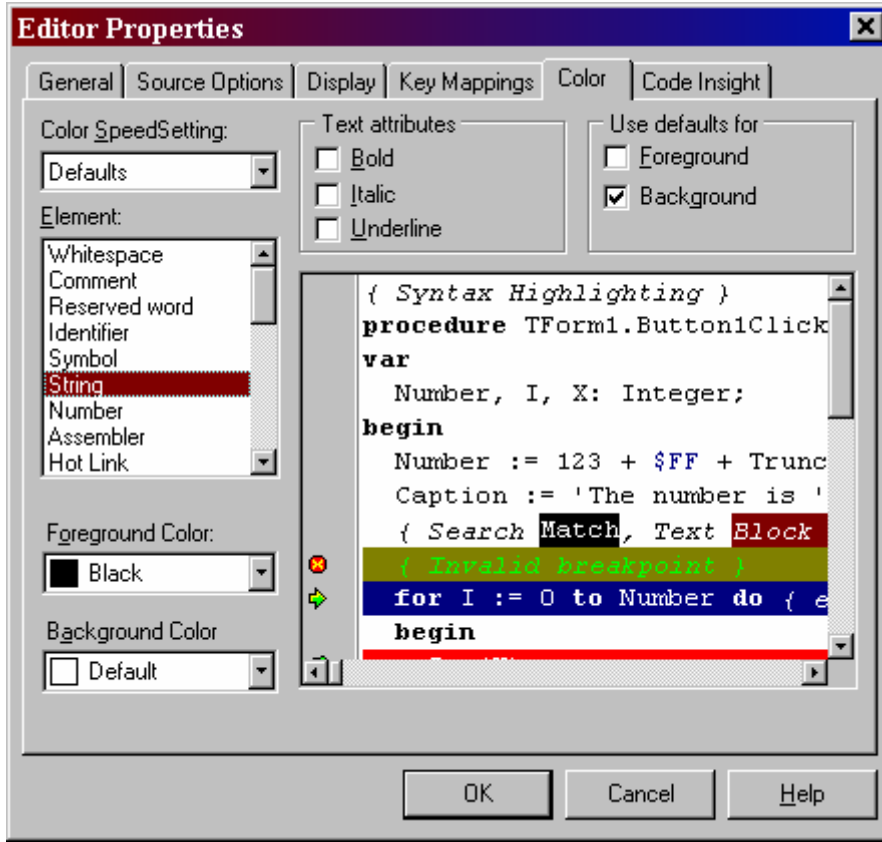 Editor Properties
General Source Options Display Key Mappings Color Code Insight
Color SpeedSetting:
Defaults
Element:
Whitespace
Comment
Reserved word
Identifier
Symbol
String
Number
Assembler
Hot Link
Foreground Color:
Black
Background Color
Default
Text attributes
Bold
Italic
Underline
Use defaults for
Foreground
Background
{ Syntax Highlighting }
procedure TForm1.Button1Click
var
Number, I, X: Integer;
begin
Number := 123 + $FF + Trunc
Caption := 'The number is '
{ Search Match, Text Block
{ Invalid breakpoint }
for I := 0 to Number do { e
begin
OK Cancel Help